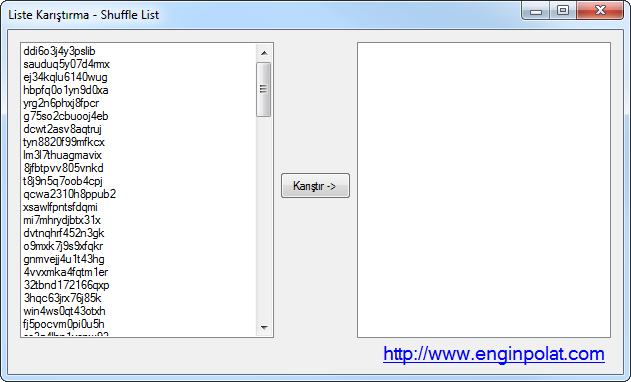 Liste Karıştırma - Shuffle List
ddi6o3j4y3pslib
sauduq5y07d4mx
ej34kqlu6140wug
hbpfq0o1yn9d0xa
yrg2n6phxj8fpcr
g75so2cbuooj4eb
dcwt2asv8aqtruj
tyn8820f99mfkcx
lm3l7thuagmavix
8jfbtpvv805vnkd
t8j9n5q7oob4cpj
qcwa2310h8ppub2
xsawlfpntsfdqmi
mi7mhrydjbtx31x
dvtnqhrf452n3gk
o9mxk7j9s9xfqkr
gnmvejj4u1t43hg
4vvxmka4fqtm1er
32tbnd172166qxp
3hqc63jrx76j85k
win4ws0qt43otxh
fj5pocvm0pi0u5h
Karıştır ->
http://www.enginpolat.com